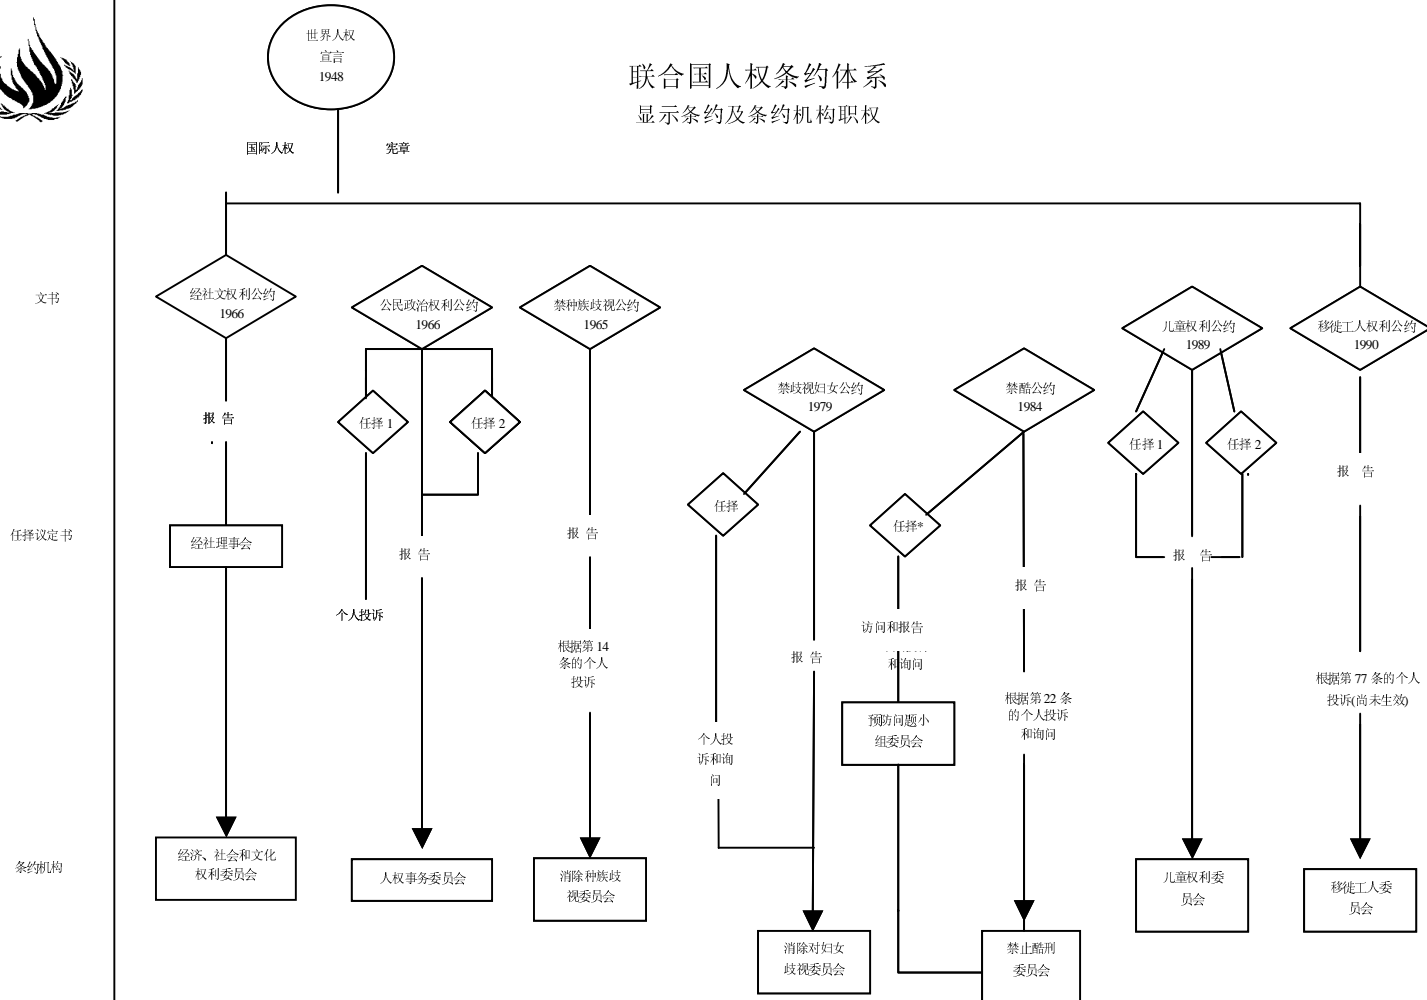 世界人权
宣言
1948
联合国人权条约体系
显示条约及条约机构职权
国际人权
宪章
文书
经社文权利公约
1966
公民政治权利公约
1966
禁种族歧视公约
1965
儿童权利公约
1989
移徙工人权利公约
1990
禁歧视妇女公约
1979
禁酷公约
1984
报 告
任择 1
任择 2
任择 1
任择 2
报 告
任择
任择*
任择议定书
经社理事会
报 告
报 告
报 告
报 告
个人投诉
访问和报告
和询问
根据第 14
条的个人
投诉
报 告
根据第 77 条的个人
投诉(尚未生效)
根据第 22 条
的个人投诉
和询问
预防问题小
组委员会
个人投
诉和询
问
条约机构
经济、社会和文化
权利委员会
人权事务委员会
消除种族歧
视委员会
儿童权利委
员会
移徙工人委
员会
消除对妇女
歧视委员会
禁止酷刑
委员会